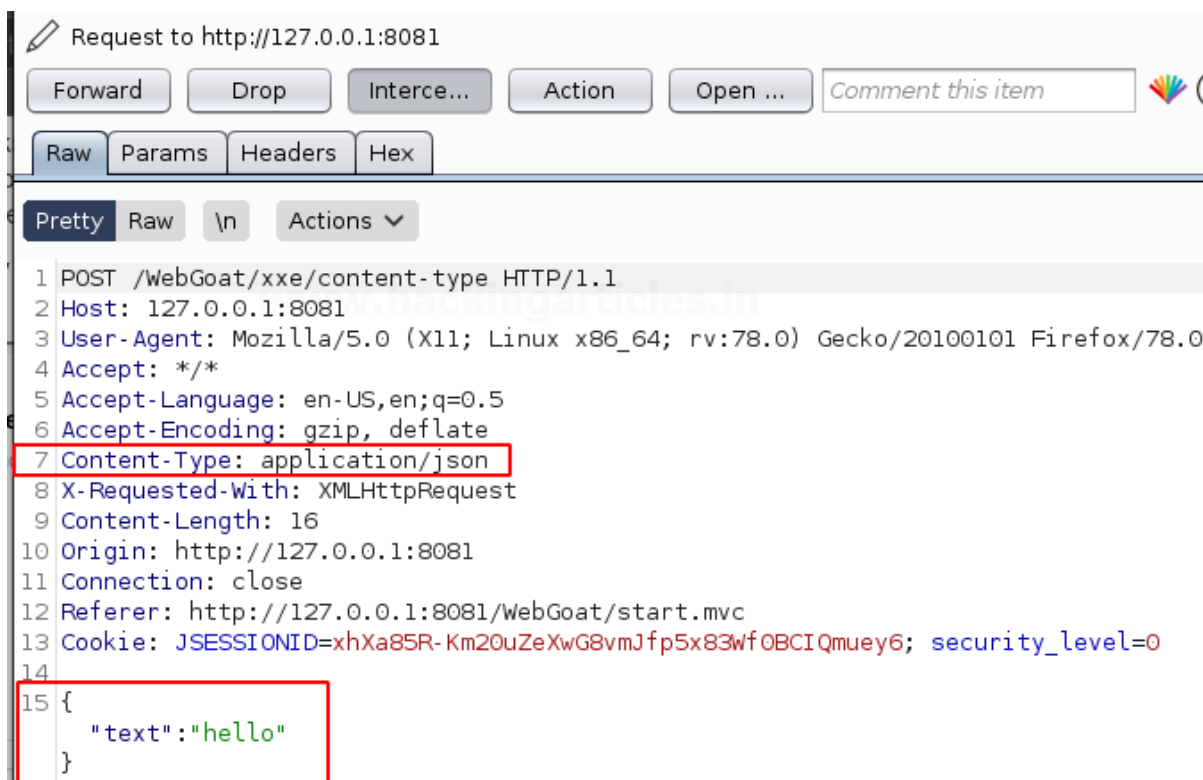 Request to http://127.0.0.1:8081
Forward Drop Interce... Action Open ... Comment this item
Raw Params Headers Hex
Pretty Raw \n Actions
1 POST /WebGoat/xxe/content-type HTTP/1.1
www.hackingarticles.in
2 Host: 127.0.0.1:8081
3 User-Agent: Mozilla/5.0 (X11; Linux x86_64; rv:78.0) Gecko/20100101 Firefox/78.0
4 Accept: */*
5 Accept-Language: en-US,en;q=0.5
6 Accept-Encoding: gzip, deflate
7 Content-Type: application/json
8 X-Requested-With: XMLHttpRequest
9 Content-Length: 16
10 Origin: http://127.0.0.1:8081
11 Connection: close
12 Referer: http://127.0.0.1:8081/WebGoat/start.mvc
13 Cookie: JSESSIONID=xhXa85R-Km20uZeXwG8vmJfp5x83Wf0BCIQmuey6; security_level=0
14
15 {
"text":"hello"
}